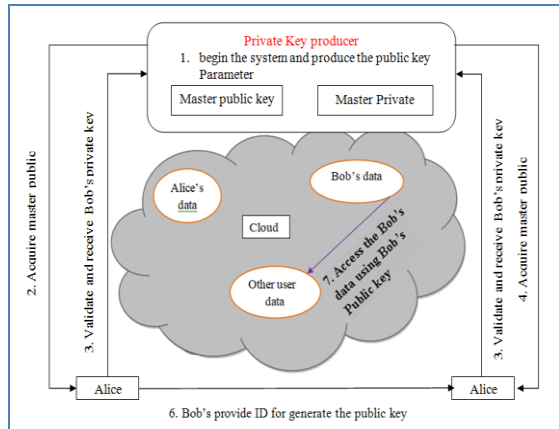 Private Key producer
1. begin the system and produce the public key
Parameter
Master public key
Master Private
Alice's
data
Bob's data
Cloud
Other user
data
7. Access the Bob's
data using Bob's
Public key
2. Acquire master public
3. Validate and receive Bob's private key
3. Validate and receive Bob's private key
4. Acquire master public
Alice
Alice
6. Bob's provide ID for generate the public key